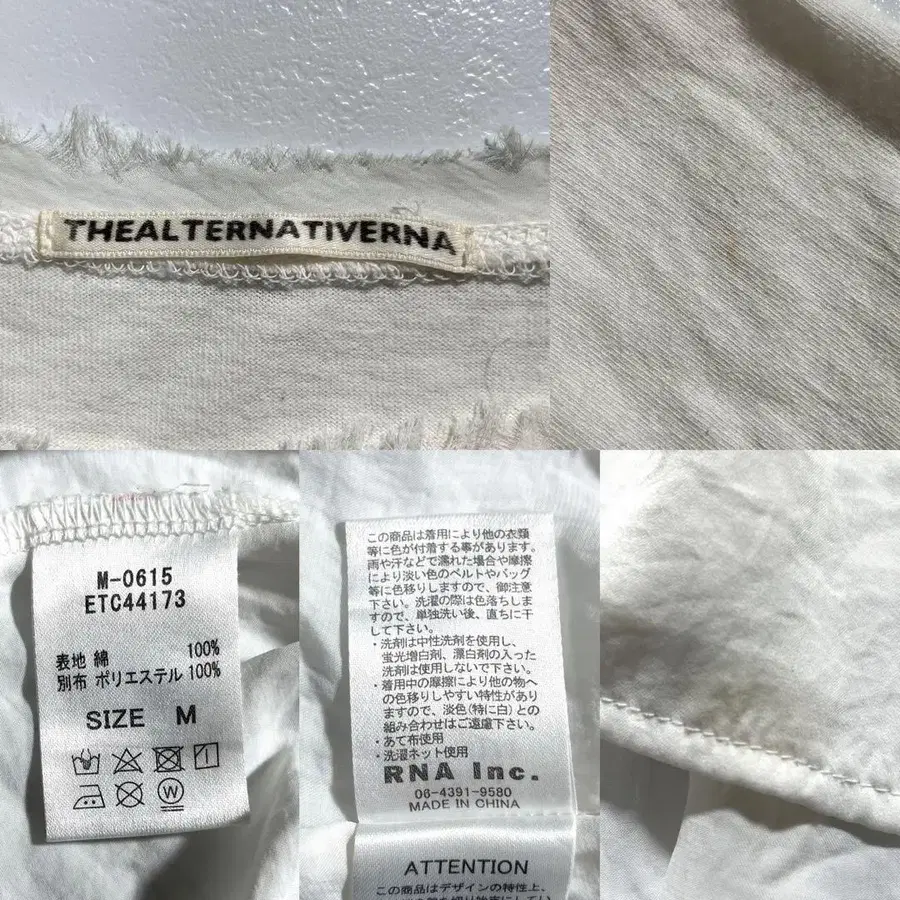 THEALTERNATIVERNA
M-0615
ETC44173
表地 綿 100%
別布 ポリエステル 100%
SIZE M
この商品は着用により他の衣類
等に色が付着する事があります。
雨や汗などで濡れた場合や摩擦
により淡い色のベルトやバッグ
等に色移りしますので、御注意
下さい。洗濯の際は色落ちしま
すので、単独洗い後、直ちに干
して下さい。
・洗剤は中性洗剤を使用し、
蛍光増白剤、漂白剤の入った
洗剤は使用しないで下さい。
・着用中の摩擦により他の物へ
の色移りしやすい特性があり
ますので、淡色(特に白)との
組み合わせはご遠慮下さい。
・あて布使用
・洗濯ネット使用
RNA Inc.
06-4391-9580
MADE IN CHINA
ATTENTION
この商品はデザインの特性上、